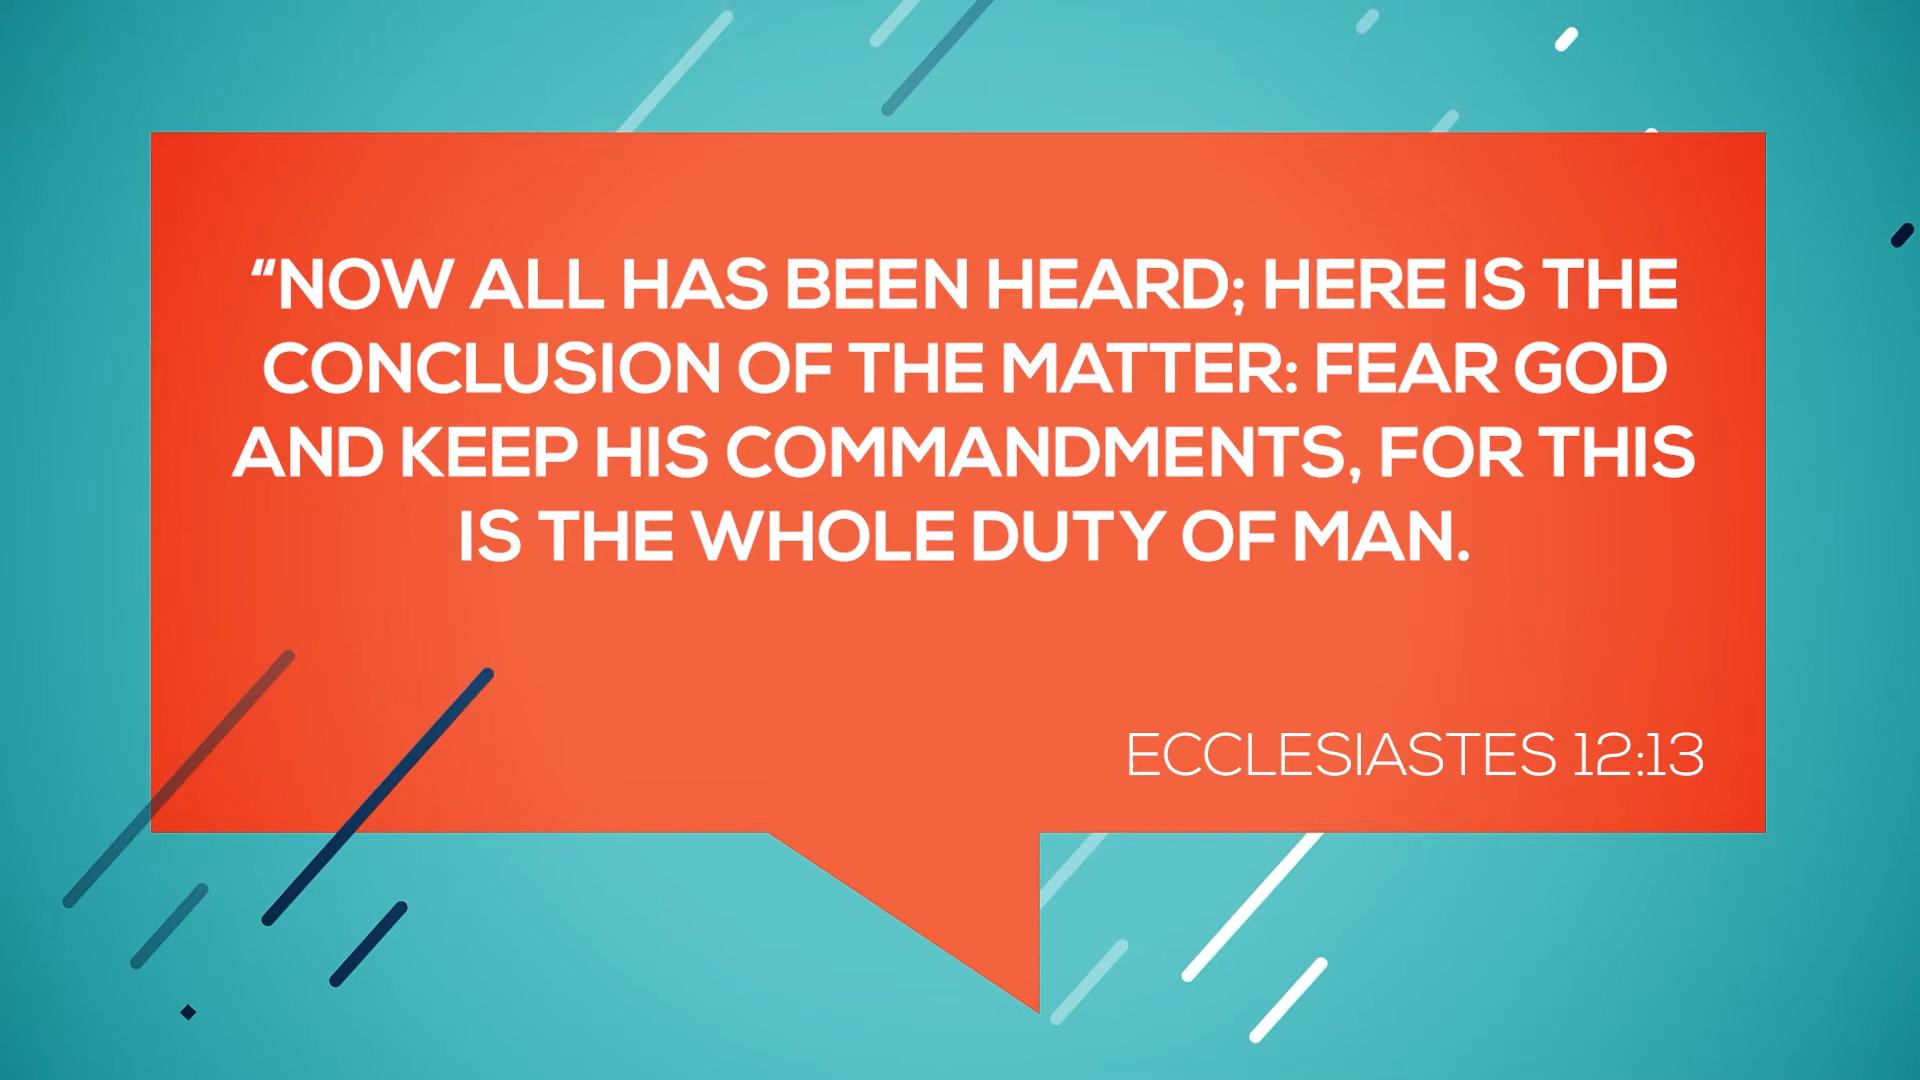 “NOW ALL HAS BEEN HEARD; HERE IS THE
CONCLUSION OF THE MATTER: FEAR GOD
AND KEEP HIS COMMANDMENTS, FOR THIS
IS THE WHOLE DUTY OF MAN.
ECCLESIASTES 12:13